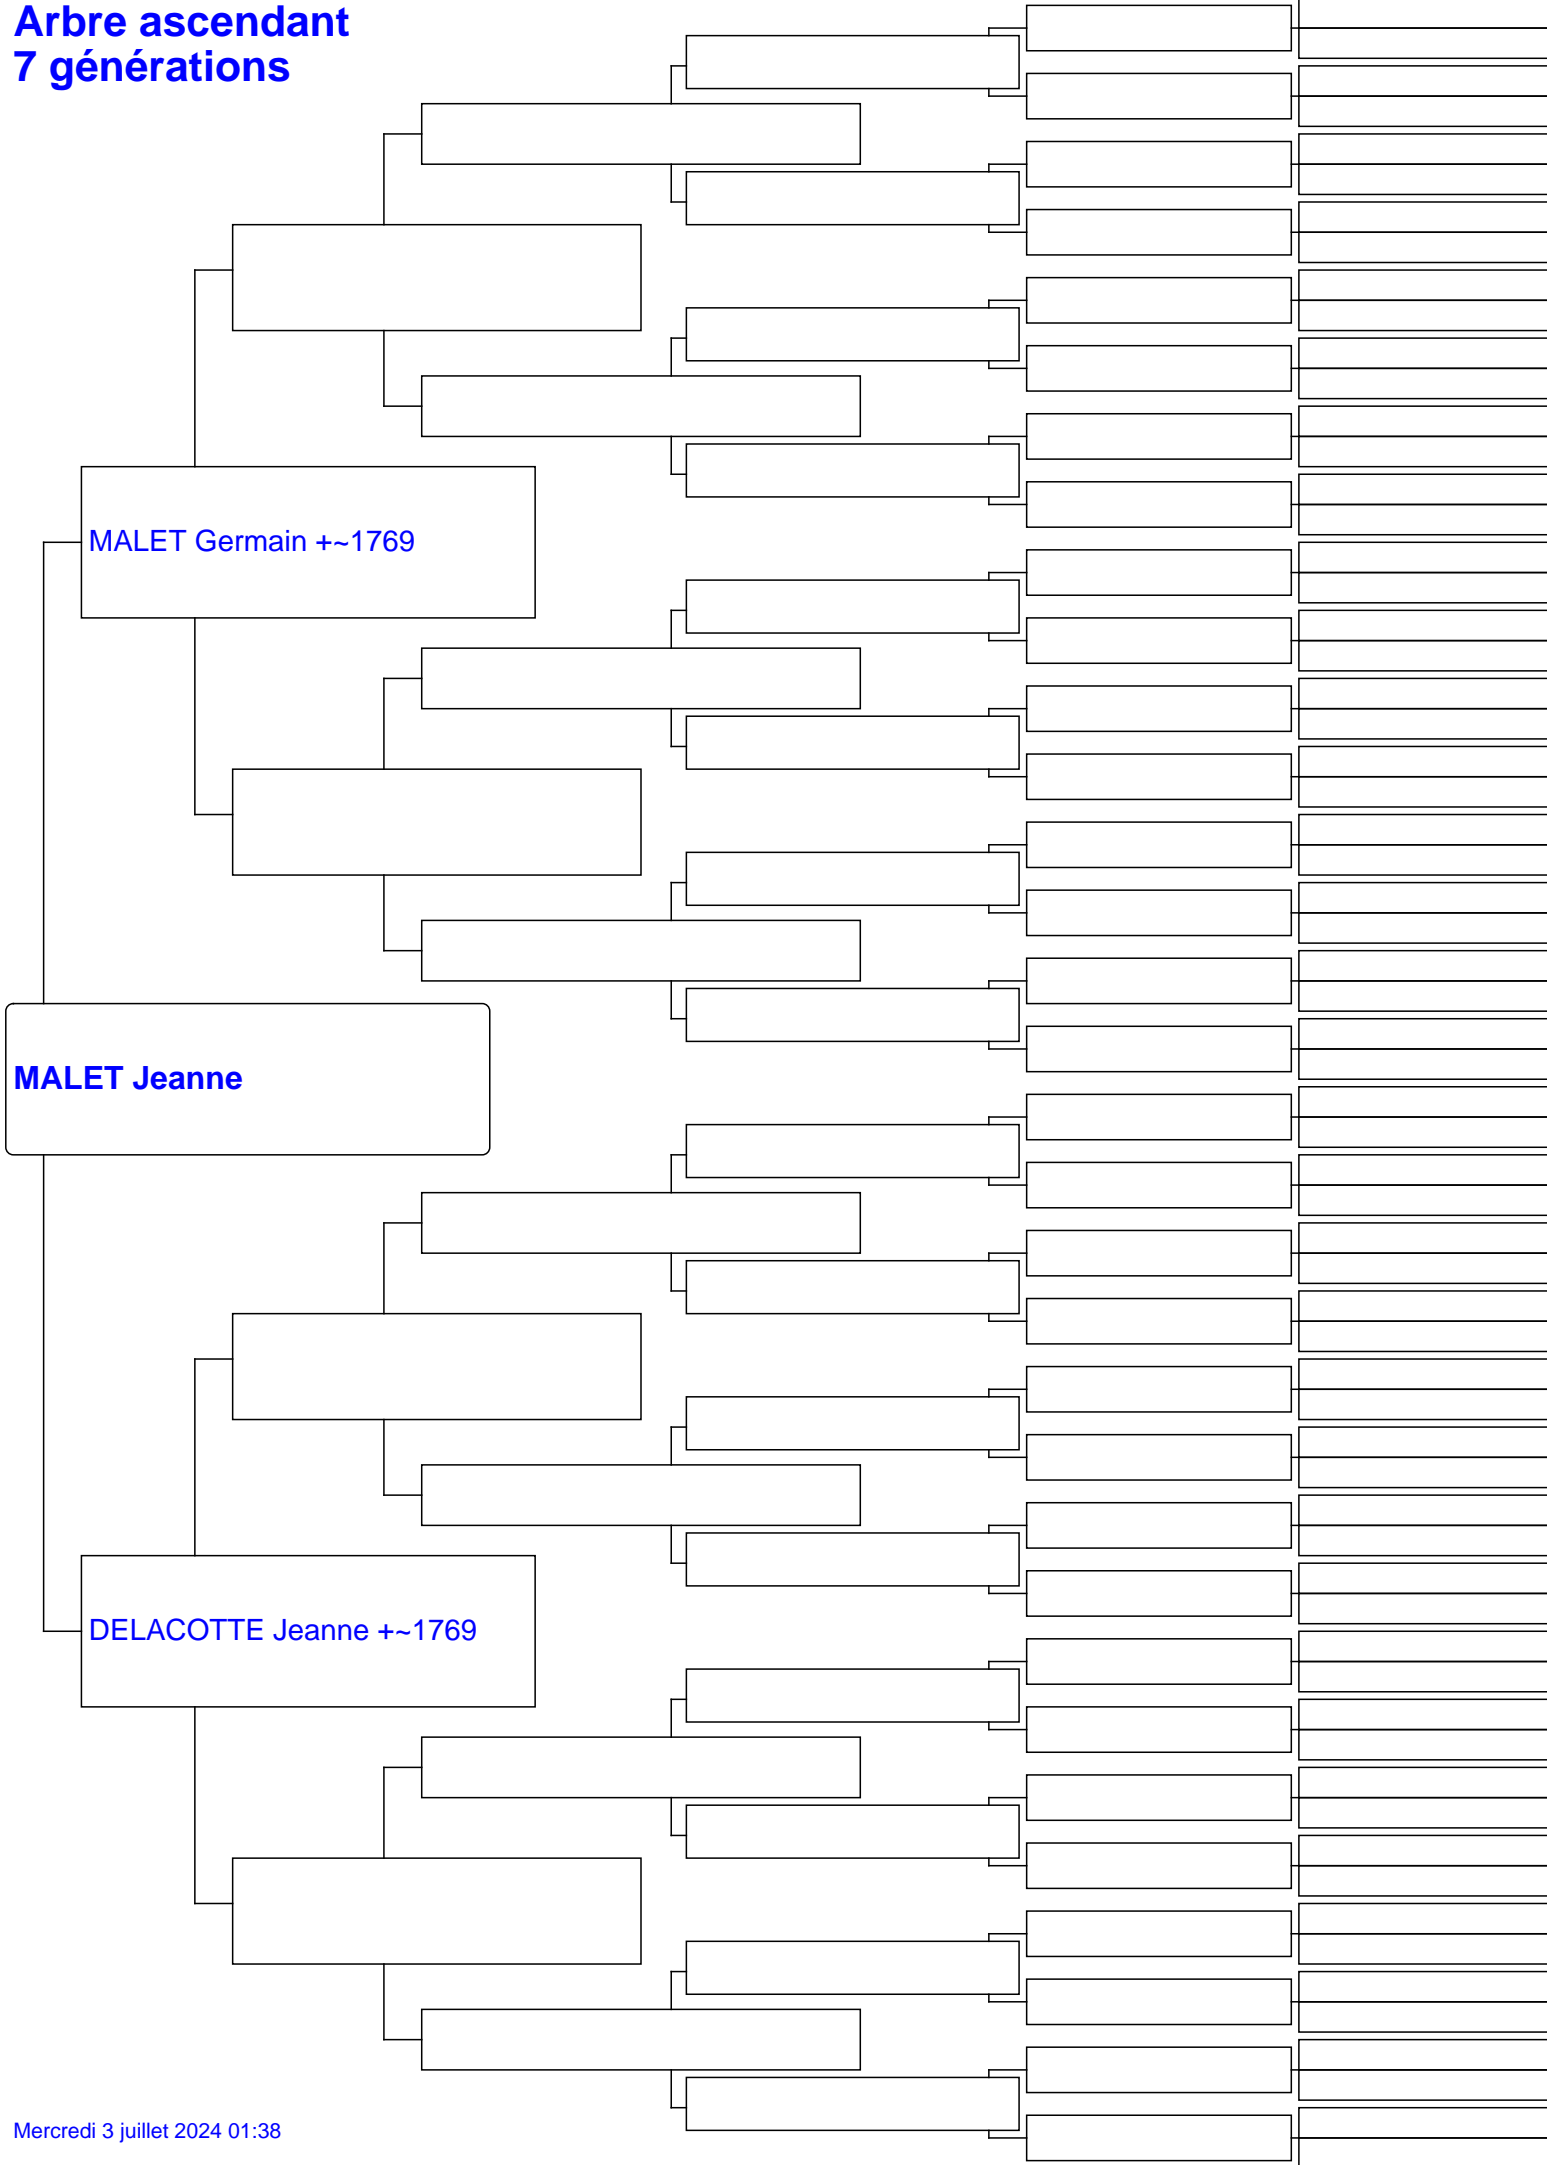 Arbre ascendant
7 générations
MALET Germain +~1769
MALET Jeanne
DELACOTTE Jeanne +~1769
Mercredi 3 juillet 2024 01:38